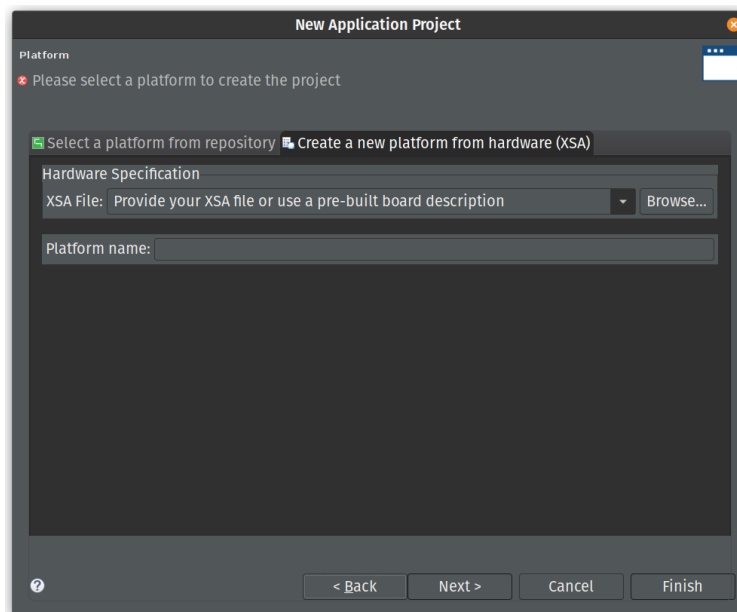 New Application Project
Platform
Please select a platform to create the project
Select a platform from repository Create a new platform from hardware (XSA)
Hardware Specification
XSA File: Provide your XSA file or use a pre-built board description Browse...
Platform name:
? < Back Next > Cancel Finish